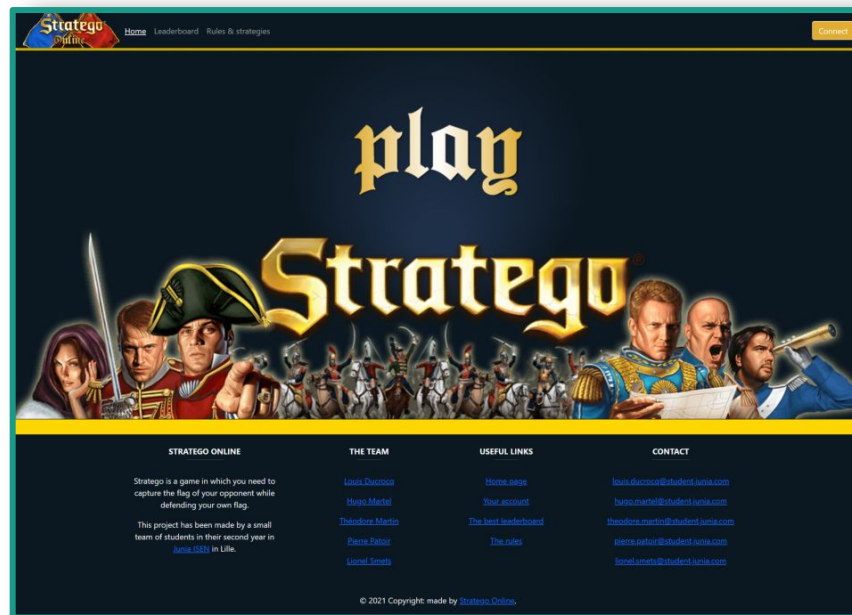 Stratego
Online
Home Leaderboard Rules & strategies
Connect
play
Stratego®
STRATEGO ONLINE
Stratego is a game in which you need to
capture the flag of your opponent while
defending your own flag.
This project has been made by a small
team of students in their second year in
Junia ISEN in Lille.
THE TEAM
Louis Ducrocq
Hugo Martel
Théodore Martin
Pierre Patoir
Lionel Smets
USEFUL LINKS
Home page
Your account
The best leaderboard
The rules
CONTACT
louis.ducrocq@student.junia.com
hugo.martel@student.junia.com
theodore.martin@student.junia.com
pierre.patoir@student.junia.com
lionel.smets@student.junia.com
© 2021 Copyright: made by Stratego Online.